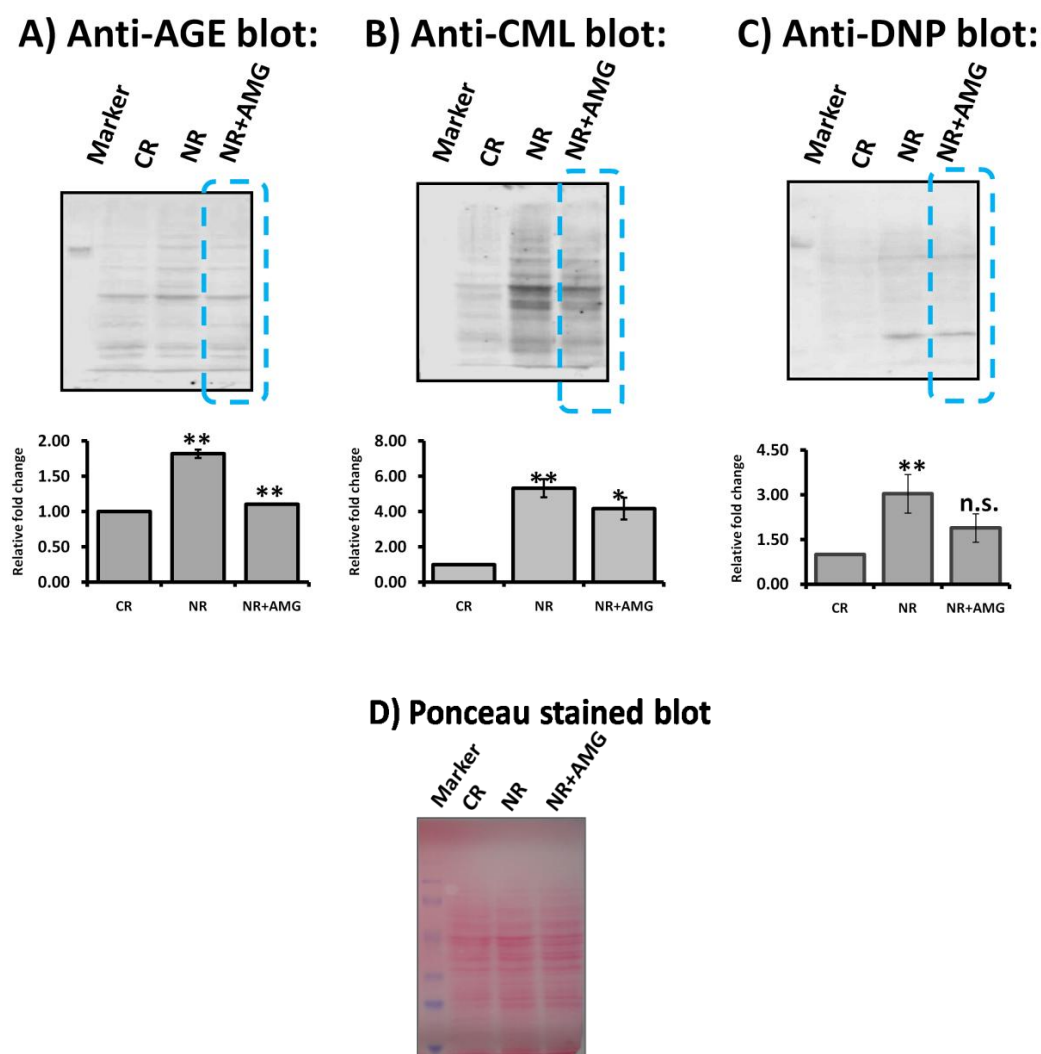 A) Anti-AGE blot:
Marker
CR
NR
NR+AMG
2.00
1.50
1.00
0.50
0.00
Relative fold change
**
**
CR
NR
NR+AMG
B) Anti-CML blot:
Marker
CR
NR
NR+AMG
8.00
6.00
4.00
2.00
0.00
Relative fold change
**
*
CR
NR
NR+AMG
C) Anti-DNP blot:
Marker
CR
NR
NR+AMG
4.50
3.00
1.50
0.00
Relative fold change
**
n.s.
CR
NR
NR+AMG
D) Ponceau stained blot
Marker
CR
NR
NR+AMG